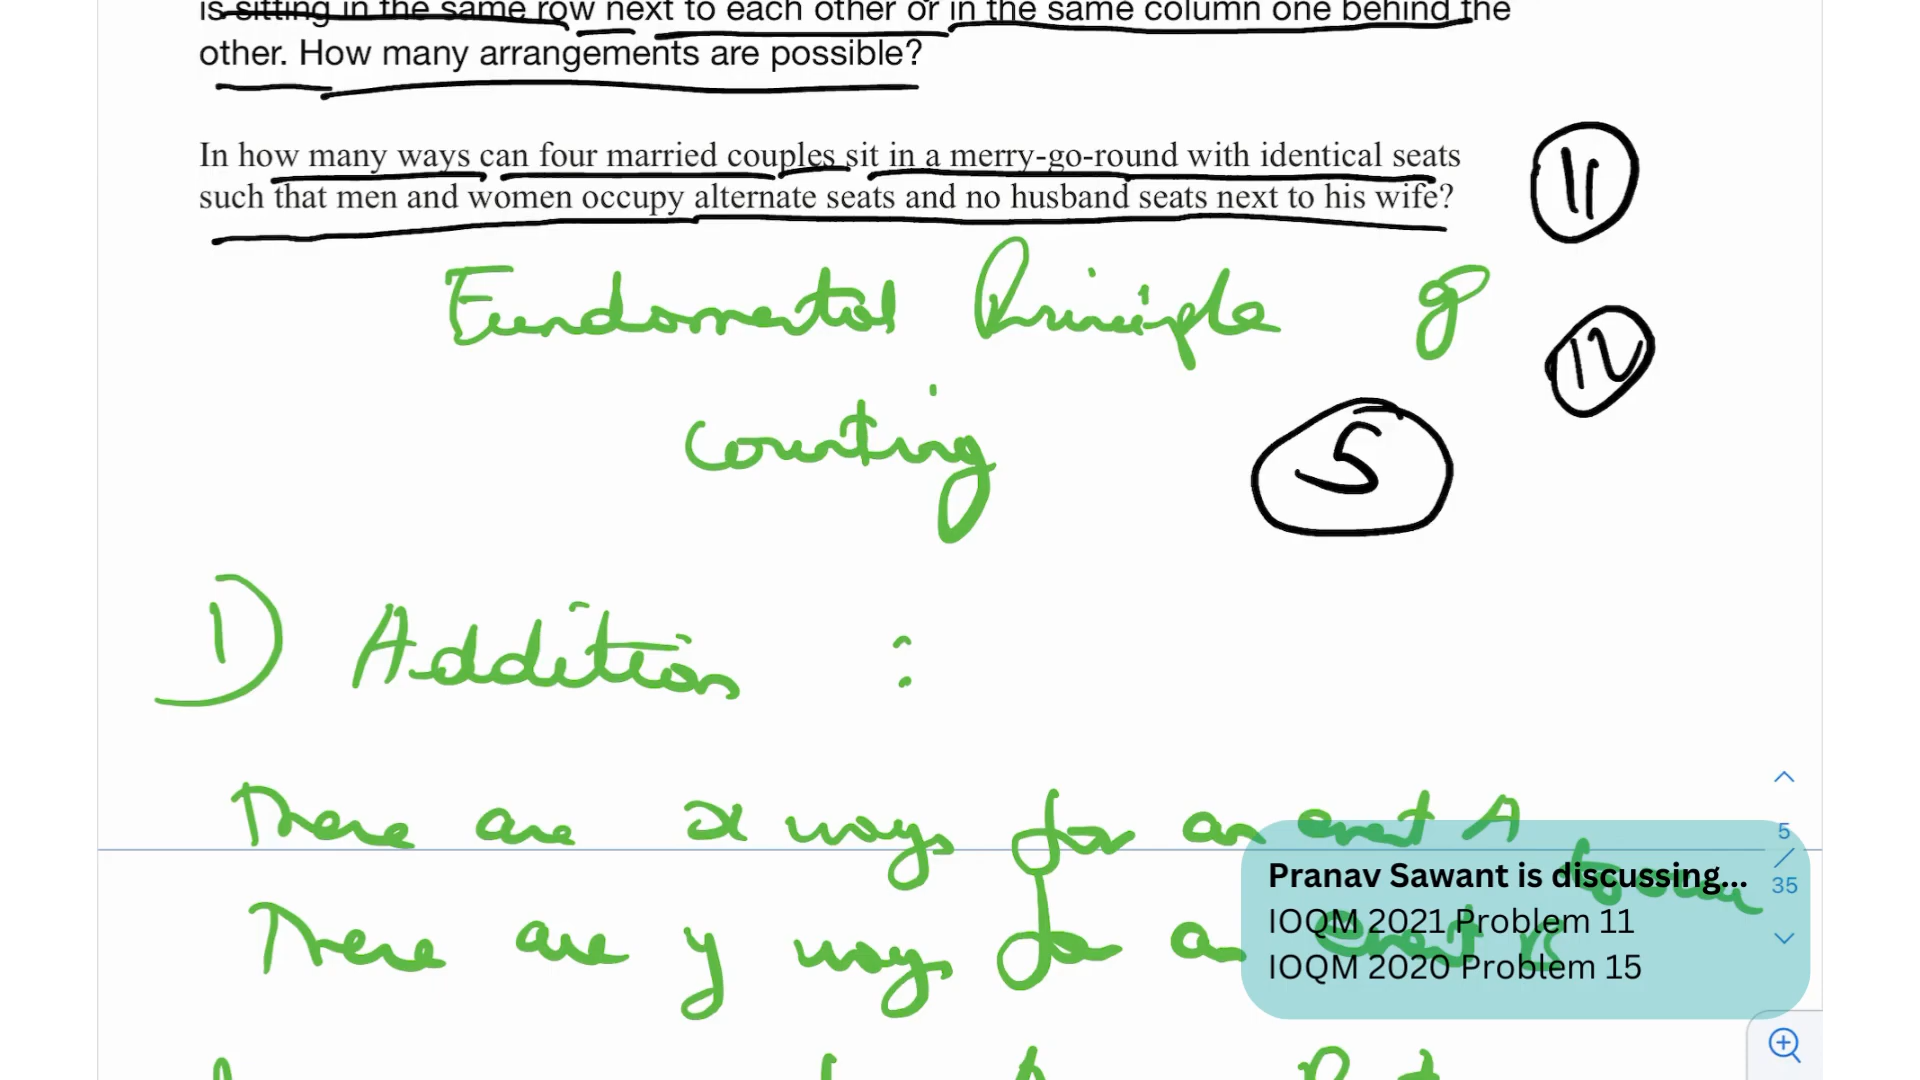 is sitting in the same row next to each other or in the same column one behind the
other. How many arrangements are possible?
In how many ways can four married couples sit in a merry-go-round with identical seats
such that men and women occupy alternate seats and no husband seats next to his wife?
11
Fundamental Principle of
12
counting
5
1) Addition :
There are x ways for an event A
to occur
5
/
35
There are y ways for an event B
Pranav Sawant is discussing...
IOQM 2021 Problem 11
IOQM 2020 Problem 15